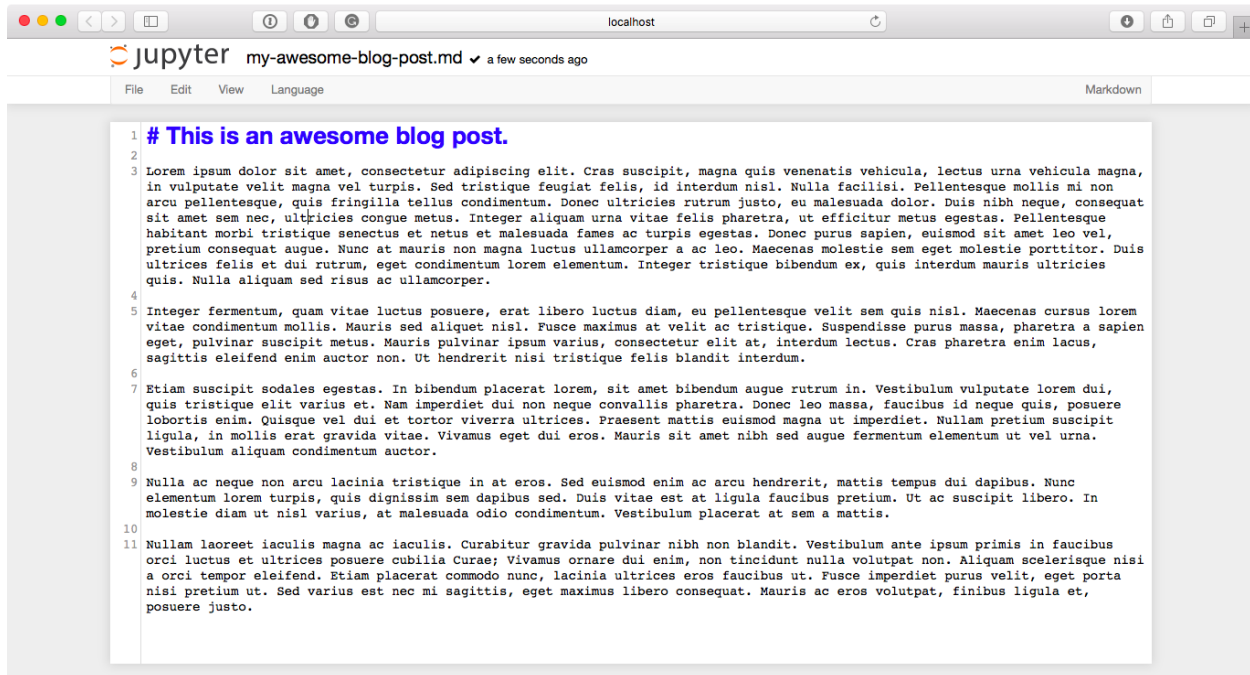 localhost
jupyter my-awesome-blog-post.md ✔ a few seconds ago
File Edit View Language Markdown
1 # This is an awesome blog post.
2
3 Lorem ipsum dolor sit amet, consectetur adipiscing elit. Cras suscipit, magna quis venenatis vehicula, lectus urna vehicula magna,
in vulputate velit magna vel turpis. Sed tristique feugiat felis, id interdum nisl. Nulla facilisi. Pellentesque mollis mi non
arcu pellentesque, quis fringilla tellus condimentum. Donec ultricies rutrum justo, eu malesuada dolor. Duis nibh neque, consequat
sit amet sem nec, ultricies congue metus. Integer aliquam urna vitae felis pharetra, ut efficitur metus egestas. Pellentesque
habitant morbi tristique senectus et netus et malesuada fames ac turpis egestas. Donec purus sapien, euismod sit amet leo vel,
pretium consequat augue. Nunc at mauris non magna luctus ullamcorper a ac leo. Maecenas molestie sem eget molestie porttitor. Duis
ultrices felis et dui rutrum, eget condimentum lorem elementum. Integer tristique bibendum ex, quis interdum mauris ultricies
quis. Nulla aliquam sed risus ac ullamcorper.
4
5 Integer fermentum, quam vitae luctus posuere, erat libero luctus diam, eu pellentesque velit sem quis nisl. Maecenas cursus lorem
vitae condimentum mollis. Mauris sed aliquet nisl. Fusce maximus at velit ac tristique. Suspendisse purus massa, pharetra a sapien
eget, pulvinar suscipit metus. Mauris pulvinar ipsum varius, consectetur elit at, interdum lectus. Cras pharetra enim lacus,
sagittis eleifend enim auctor non. Ut hendrerit nisi tristique felis blandit interdum.
6
7 Etiam suscipit sodales egestas. In bibendum placerat lorem, sit amet bibendum augue rutrum in. Vestibulum vulputate lorem dui,
quis tristique elit varius et. Nam imperdiet dui non neque convallis pharetra. Donec leo massa, faucibus id neque quis, posuere
lobortis enim. Quisque vel dui et tortor viverra ultrices. Praesent mattis euismod magna ut imperdiet. Nullam pretium suscipit
ligula, in mollis erat gravida vitae. Vivamus eget dui eros. Mauris sit amet nibh sed augue fermentum elementum ut vel urna.
Vestibulum aliquam condimentum auctor.
8
9 Nulla ac neque non arcu lacinia tristique in at eros. Sed euismod enim ac arcu hendrerit, mattis tempus dui dapibus. Nunc
elementum lorem turpis, quis dignissim sem dapibus sed. Duis vitae est at ligula faucibus pretium. Ut ac suscipit libero. In
molestie diam ut nisl varius, at malesuada odio condimentum. Vestibulum placerat at sem a mattis.
10
11 Nullam laoreet iaculis magna ac iaculis. Curabitur gravida pulvinar nibh non blandit. Vestibulum ante ipsum primis in faucibus
orci luctus et ultrices posuere cubilia Curae; Vivamus ornare dui enim, non tincidunt nulla volutpat non. Aliquam scelerisque nisi
a orci tempor eleifend. Etiam placerat commodo nunc, lacinia ultrices eros faucibus ut. Fusce imperdiet purus velit, eget porta
nisi pretium ut. Sed varius est nec mi sagittis, eget maximus libero consequat. Mauris ac eros volutpat, finibus ligula et,
posuere justo.